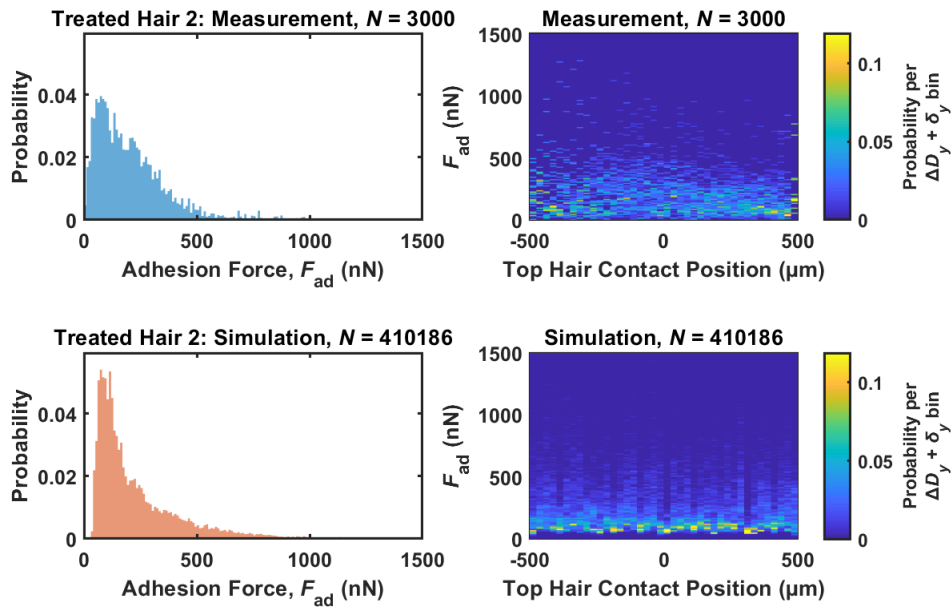 Treated Hair 2: Measurement, N = 3000
Probability
0.04
0.02
0
0
500
1000
1500
Adhesion Force, Fad (nN)
Measurement, N = 3000
Fad (nN)
1500
1000
500
0
-500
0
500
Top Hair Contact Position (µm)
0.1
0.05
0
Probability per
ΔDy + δy bin
Treated Hair 2: Simulation, N = 410186
Probability
0.04
0.02
0
0
500
1000
1500
Adhesion Force, Fad (nN)
Simulation, N = 410186
Fad (nN)
1500
1000
500
0
-500
0
500
Top Hair Contact Position (µm)
0.1
0.05
0
Probability per
ΔDy + δy bin